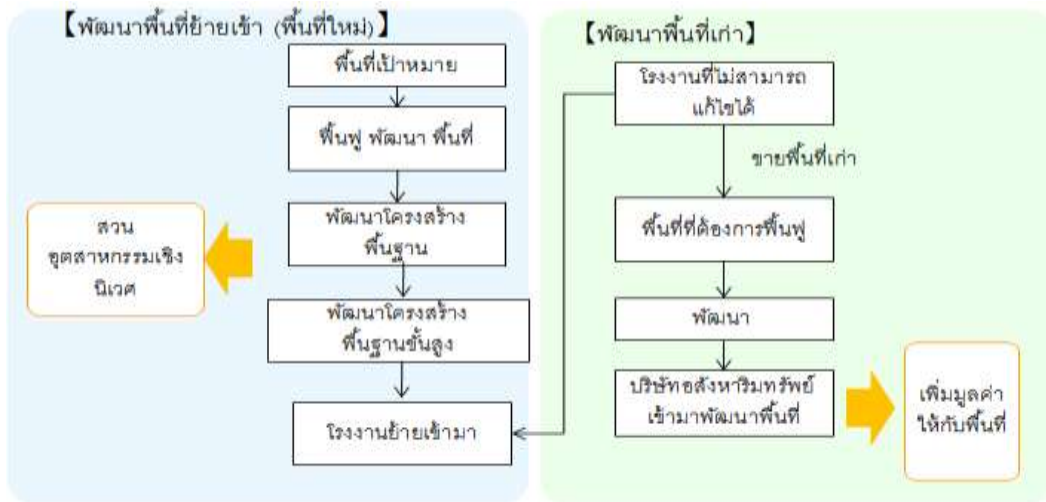 【พัฒนาพื้นที่ย้ายเข้า (พื้นที่ใหม่)】
พื้นที่เป้าหมาย
ฟื้นฟู พัฒนา พื้นที่
พัฒนาโครงสร้าง
พื้นฐาน
สวน
อุตสาหกรรมเชิง
นิเวศ
พัฒนาโครงสร้าง
พื้นฐานขั้นสูง
โรงงานย้ายเข้ามา
【พัฒนาพื้นที่เก่า】
โรงงานที่ไม่สามารถ
แก้ไขได้
ขายพื้นที่เก่า
พื้นที่ที่ต้องการฟื้นฟู
พัฒนา
บริษัทอสังหาริมทรัพย์
เข้ามาพัฒนาพื้นที่
เพิ่มมูลค่า
ให้กับพื้นที่